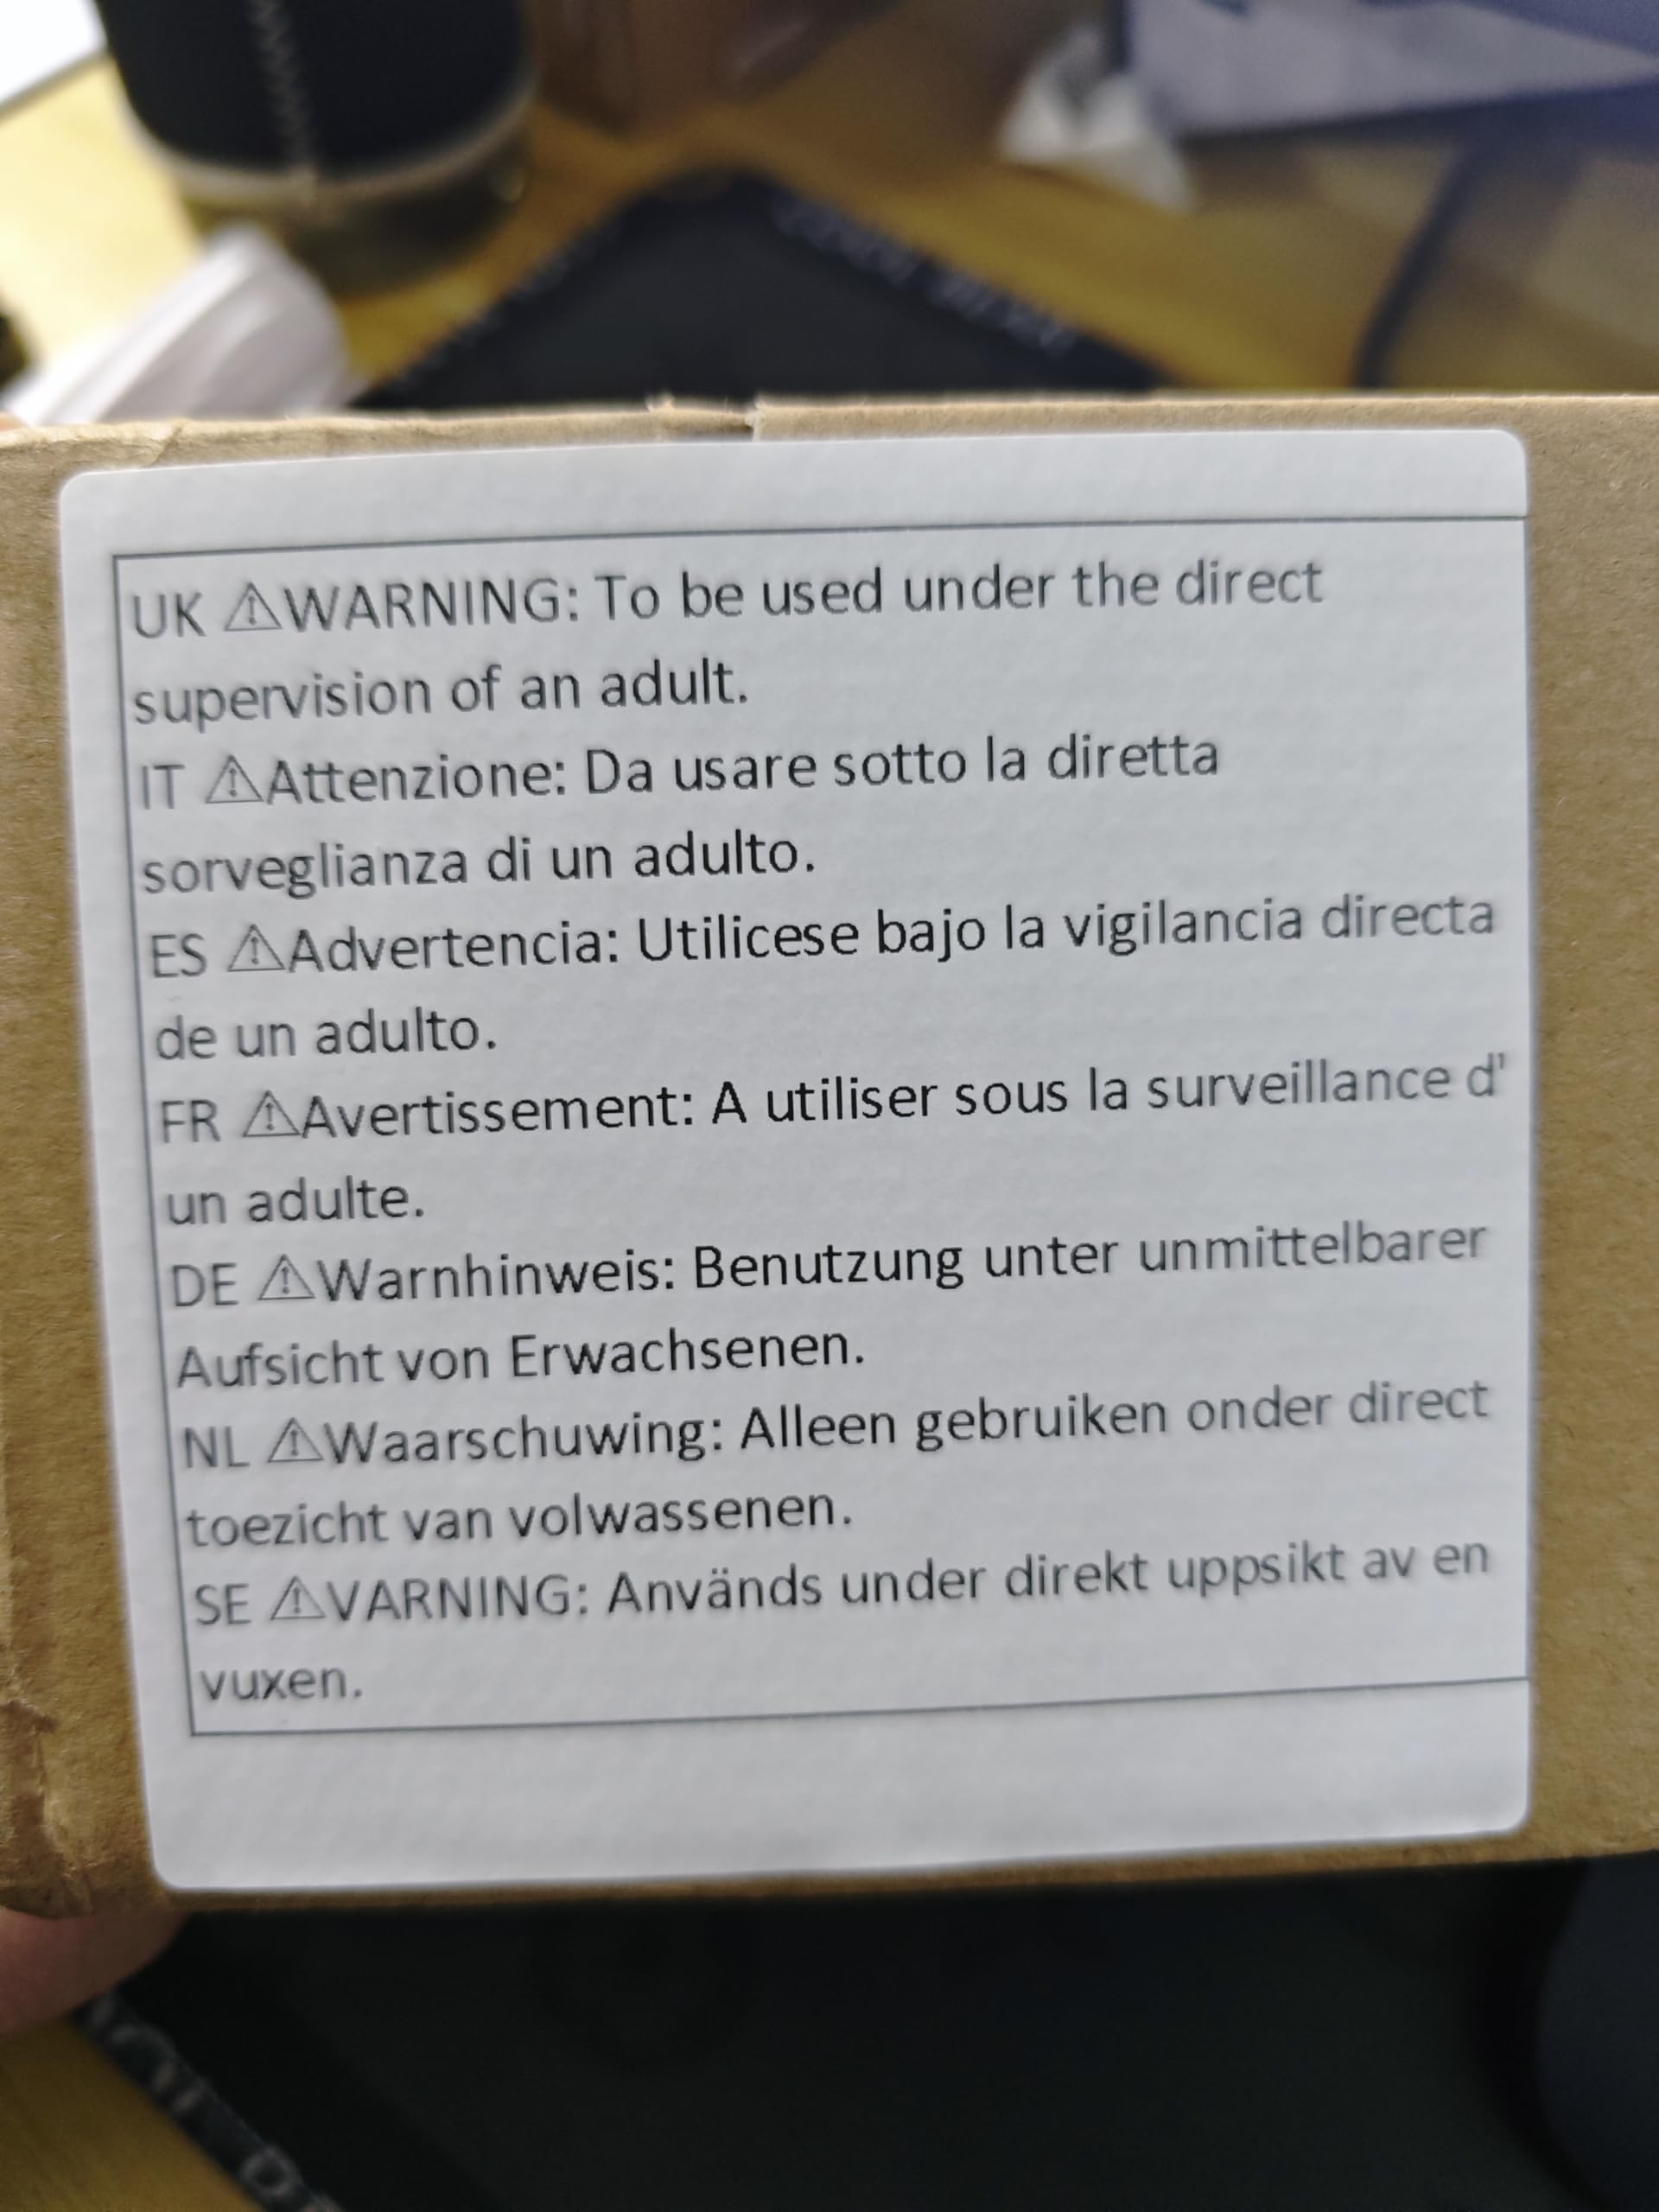 UK ⚠WARNING: To be used under the direct
supervision of an adult.
IT ⚠Attenzione: Da usare sotto la diretta
sorveglianza di un adulto.
ES ⚠Advertencia: Utilicese bajo la vigilancia directa
de un adulto.
FR ⚠Avertissement: A utiliser sous la surveillance d'
un adulte.
DE ⚠Warnhinweis: Benutzung unter unmittelbarer
Aufsicht von Erwachsenen.
NL ⚠Waarschuwing: Alleen gebruiken onder direct
toezicht van volwassenen.
SE ⚠VARNING: Används under direkt uppsikt av en
vuxen.